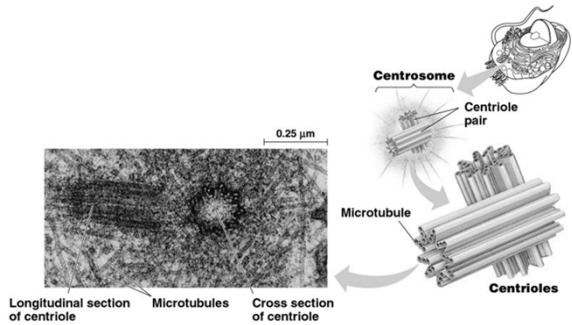 Centrosome
Centriole
pair
0.25 µm
Microtubule
Centrioles
Longitudinal section
of centriole
Microtubules
Cross section
of centriole